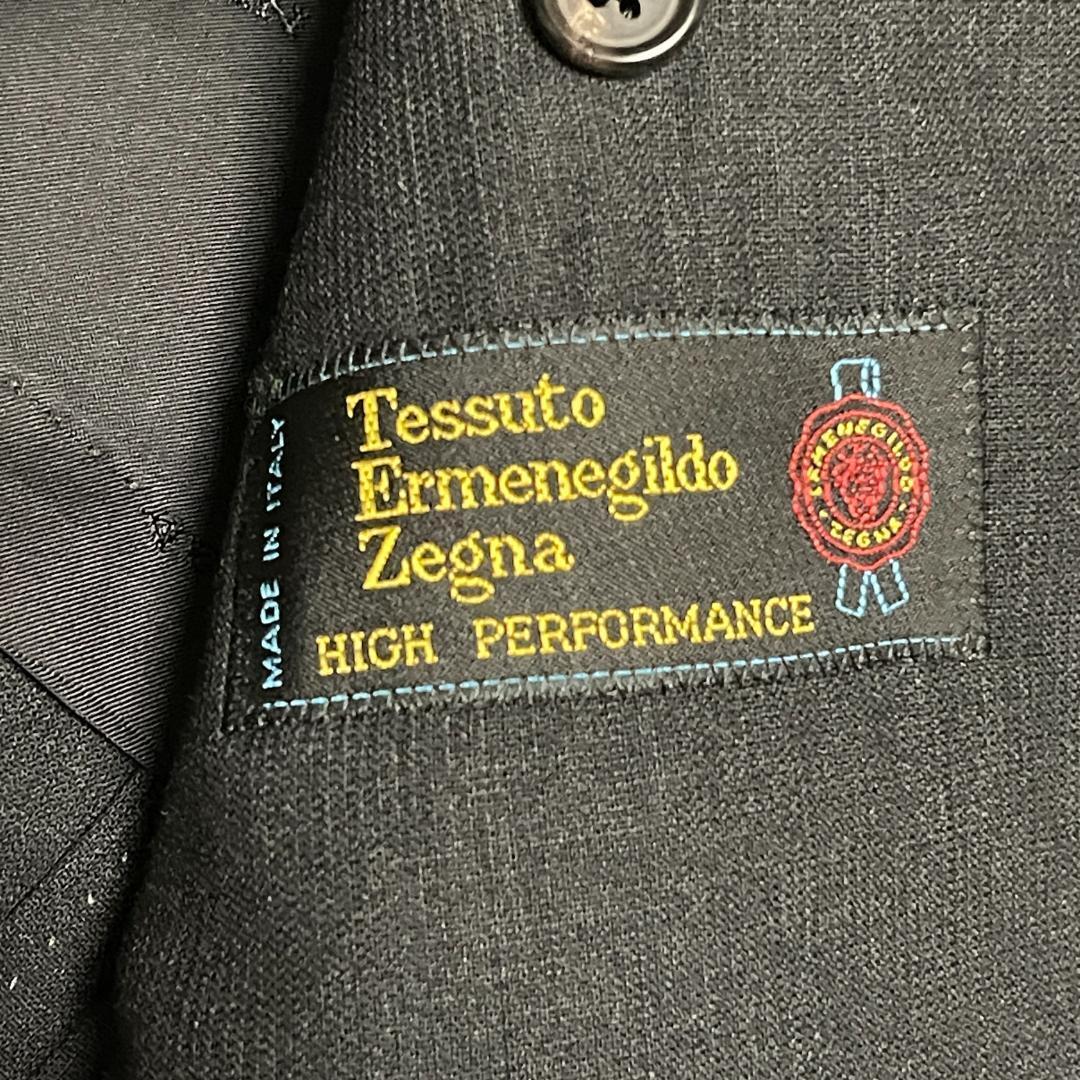 MADE IN ITALY
Tessuto
Ermenegildo
Zegna
HIGH PERFORMANCE
ERMENEGILDO
ZEGNA